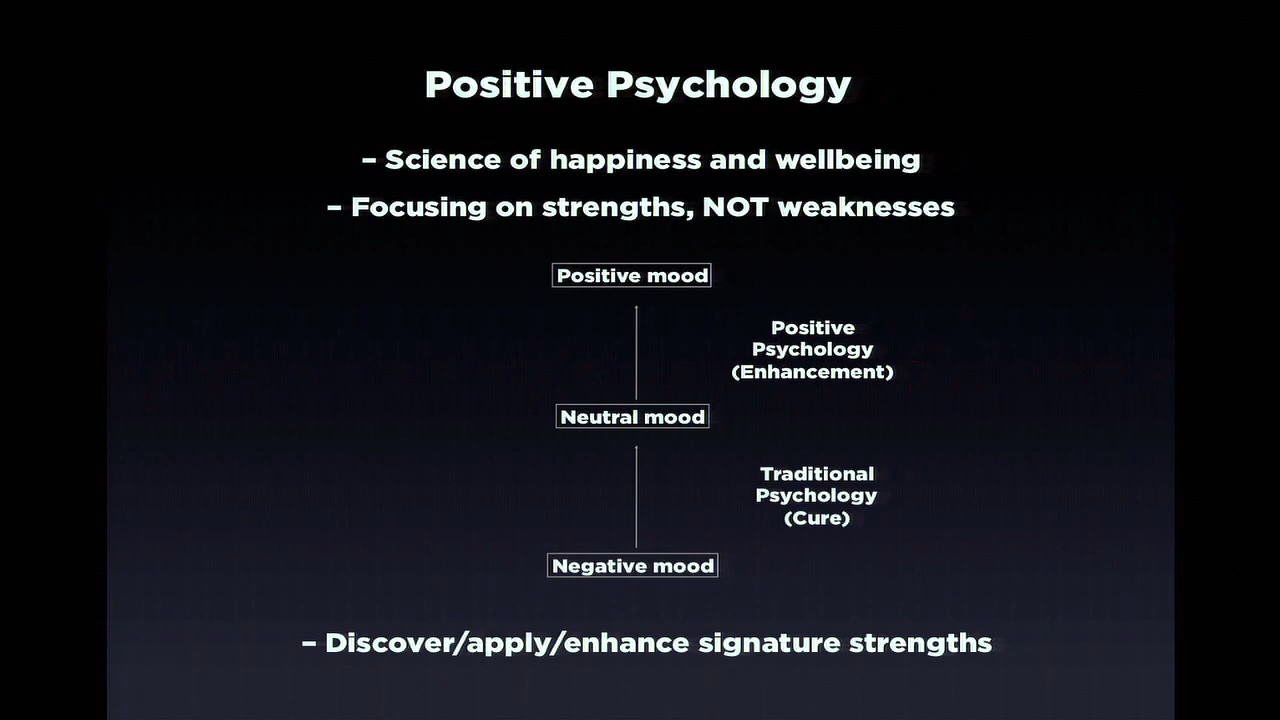 Positive Psychology
– Science of happiness and wellbeing
– Focusing on strengths, NOT weaknesses
Positive mood
Positive
Psychology
(Enhancement)
Neutral mood
Traditional
Psychology
(Cure)
Negative mood
– Discover/apply/enhance signature strengths